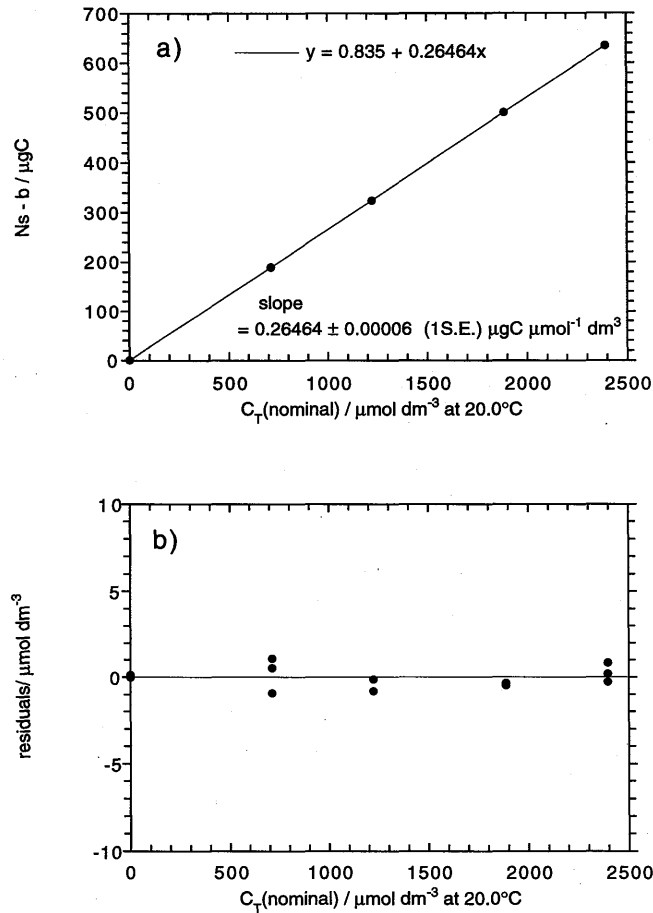 700
600
500
400
300
200
100
0
a)
y = 0.835 + 0.26464x
Ns - b / µgC
slope
= 0.26464 ± 0.00006 (1S.E.) µgC µmol⁻¹ dm³
0 500 1000 1500 2000 2500
C_T(nominal) / µmol dm⁻³ at 20.0°C
10
5
0
-5
-10
b)
residuals/ µmol dm⁻³
0 500 1000 1500 2000 2500
C_T(nominal) / µmol dm⁻³ at 20.0°C